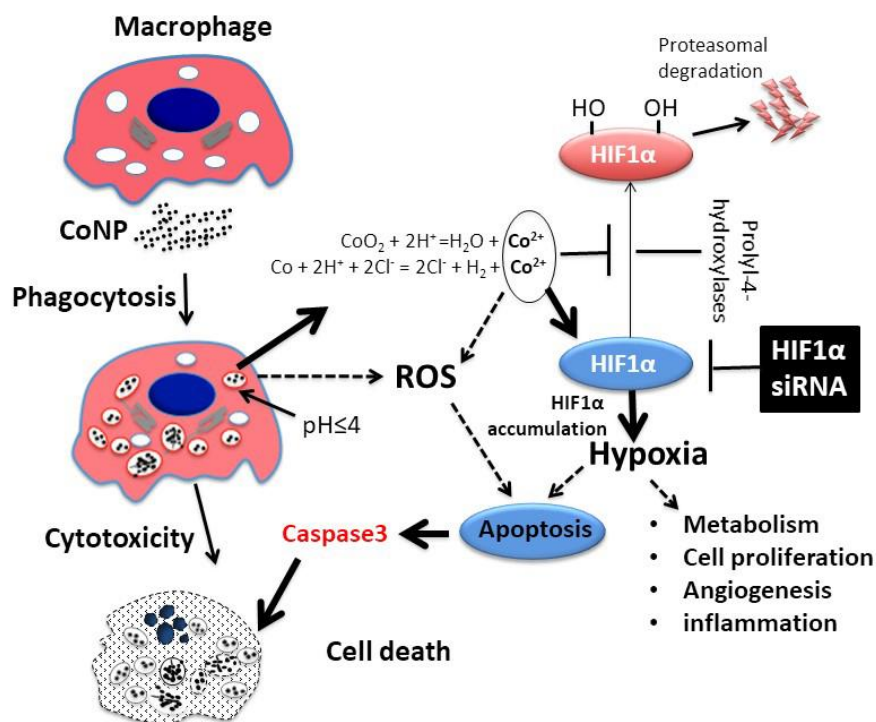 Macrophage
CoNP
Phagocytosis
pH≤4
Cytotoxicity
Cell death
CoO₂ + 2H⁺=H₂O + Co²⁺
Co + 2H⁺ + 2Cl⁻ = 2Cl⁻ + H₂ + Co²⁺
ROS
Caspase3
Apoptosis
Proteasomal
degradation
HO
OH
HIF1α
Prolyl-4-
hydroxylases
HIF1α
HIF1α
siRNA
HIF1α
accumulation
Hypoxia
• Metabolism
• Cell proliferation
• Angiogenesis
• inflammation